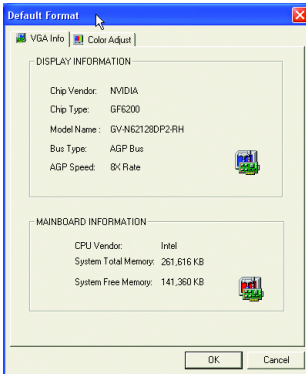 Default Format
VGA Info Color Adjust
DISPLAY INFORMATION
Chip Vendor: NVIDIA
Chip Type: GF6200
Model Name : GV-N62128DP2-RH
Bus Type: AGP Bus
AGP Speed: 8X Rate
MAINBOARD INFORMATION
CPU Vendor: Intel
System Total Memory: 261,616 KB
System Free Memory: 141,360 KB
OK Cancel